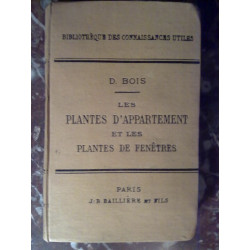 BIBLIOTHÈQUE DES CONNAISSANCES UTILES
D. BOIS
LES
PLANTES D'APPARTEMENT
ET LES
PLANTES DE FENÊTRES
PARIS
J.-B. BAILLIÈRE ET FILS